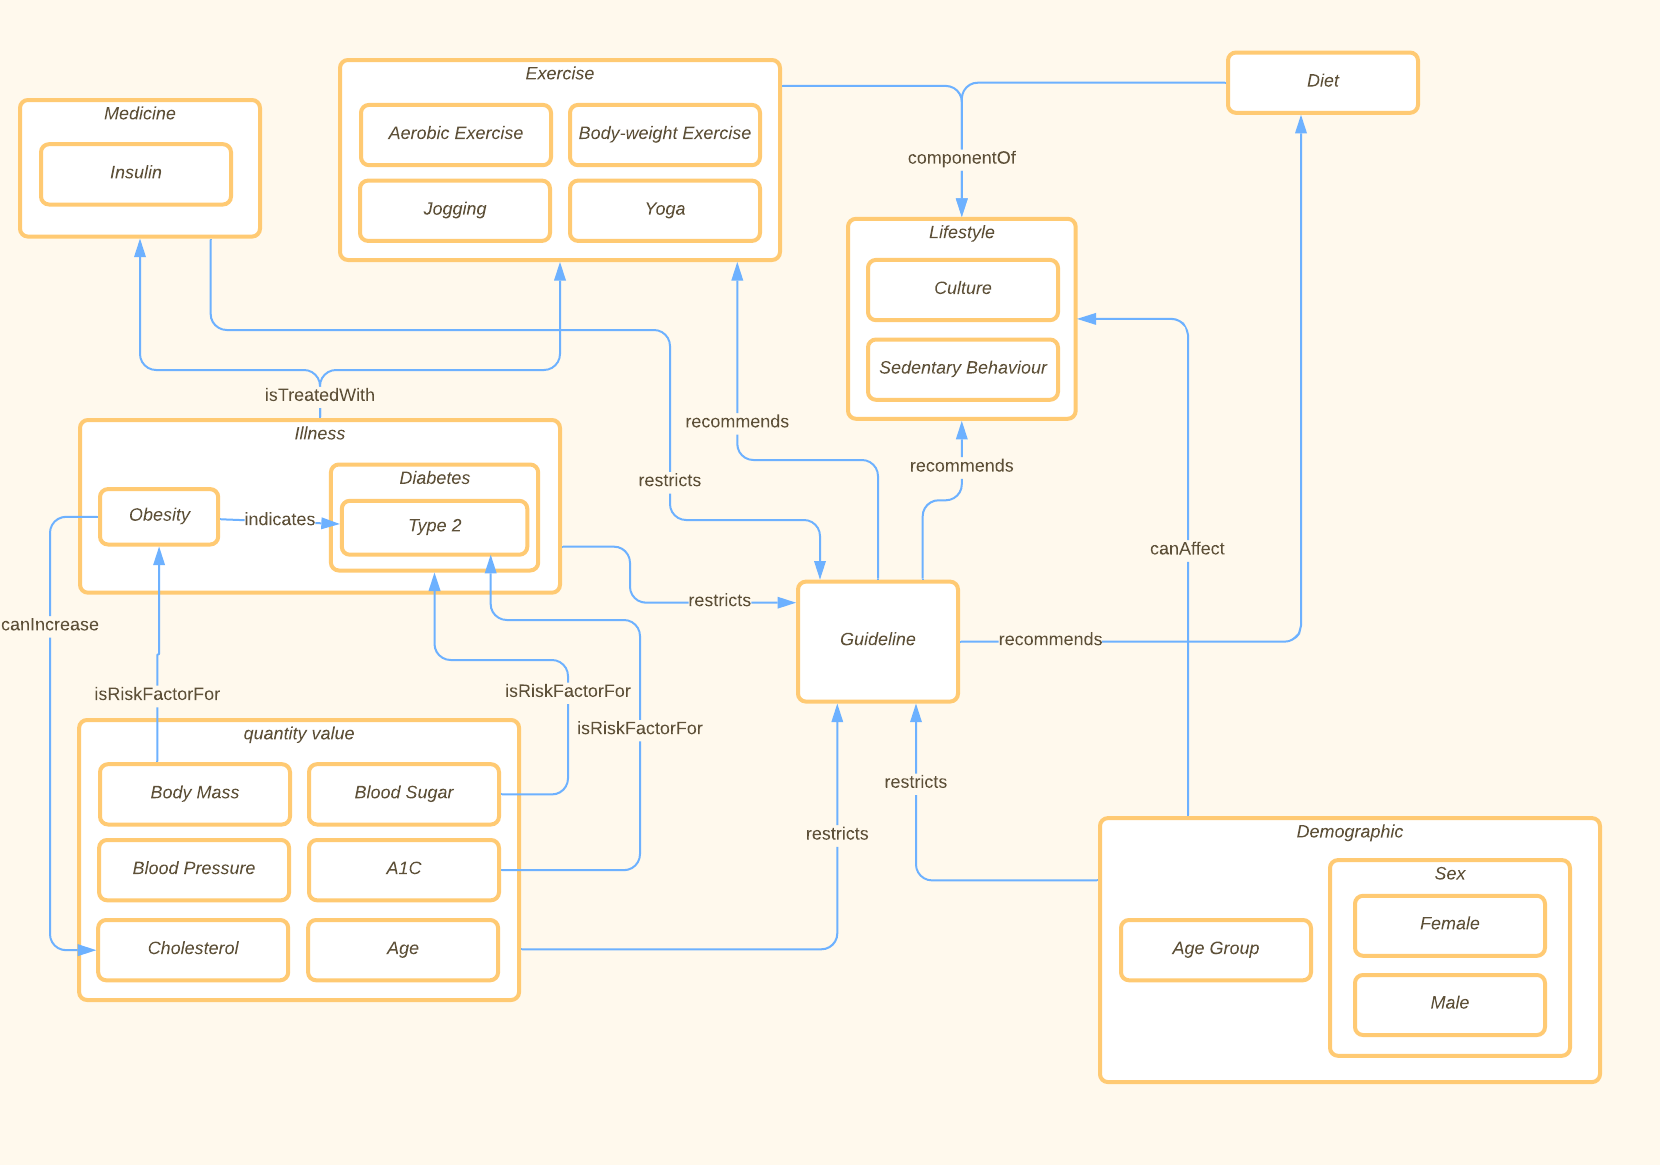 Exercise
Diet
Medicine
Aerobic Exercise
Body-weight Exercise
Insulin
Jogging
Yoga
componentOf
Lifestyle
Culture
Sedentary Behaviour
isTreatedWith
recommends
Illness
recommends
Diabetes
restricts
Obesity
indicates
Type 2
canAffect
restricts
canIncrease
Guideline
recommends
isRiskFactorFor
isRiskFactorFor
isRiskFactorFor
quantity value
restricts
Body Mass
Blood Sugar
restricts
Demographic
Blood Pressure
A1C
Sex
Female
Cholesterol
Age
Age Group
Male